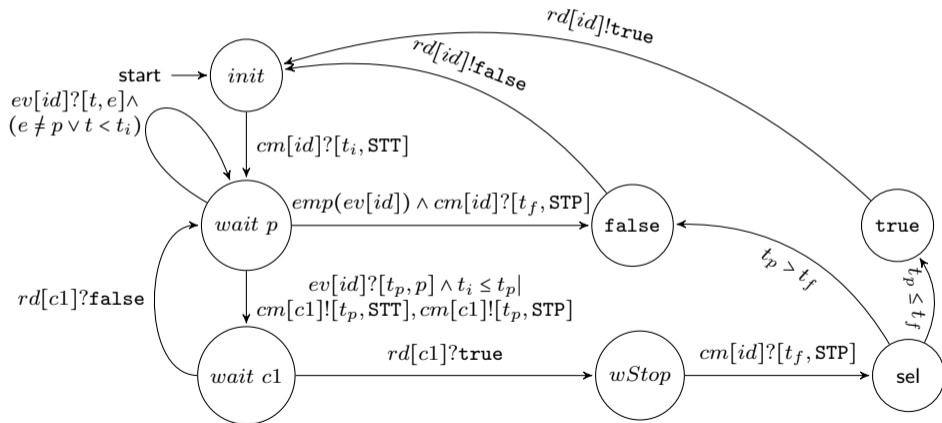 rd[id]!true
rd[id]!false
start
init
ev[id]?[t, e]∧
(e ≠ p ∨ t < t_i)
cm[id]?[t_i, STT]
wait p
emp(ev[id]) ∧ cm[id]?[t_f, STP]
false
true
t_p > t_f
t_p ≤ t_f
rd[c1]?false
ev[id]?[t_p, p] ∧ t_i ≤ t_p|
cm[c1]![t_p, STT], cm[c1]![t_p, STP]
wait c1
rd[c1]?true
wStop
cm[id]?[t_f, STP]
sel